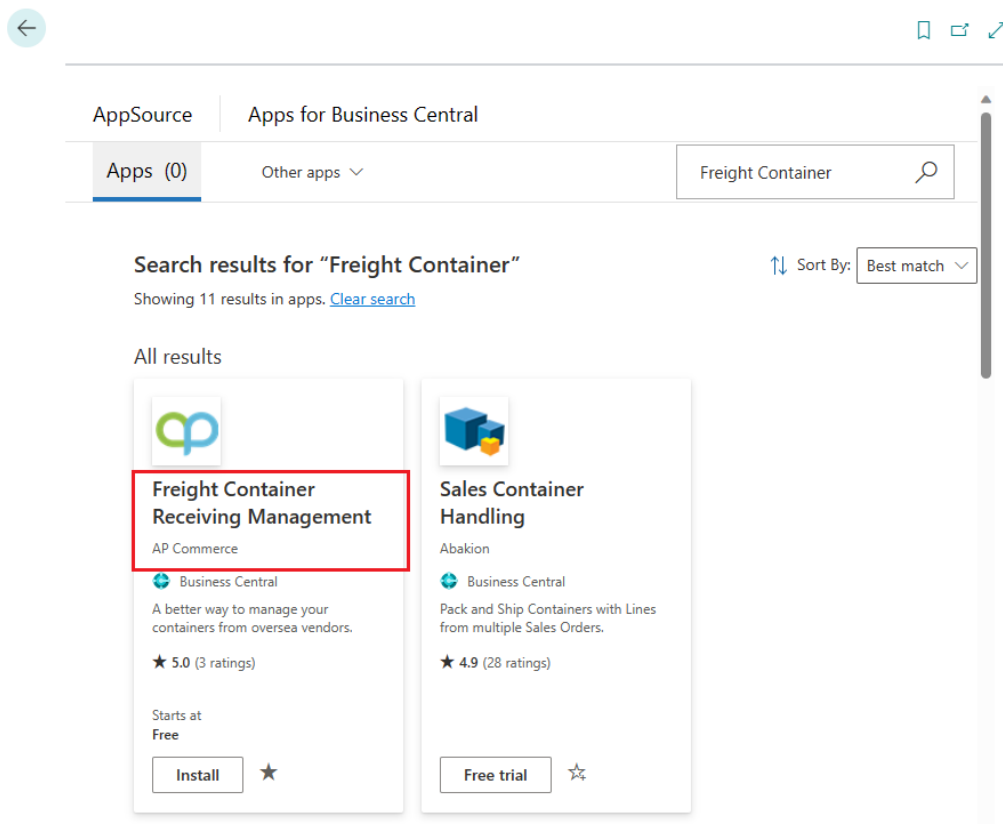 AppSource
Apps for Business Central
Apps (0)
Other apps
Freight Container
Search results for “Freight Container”
Sort By:
Best match
Showing 11 results in apps. Clear search
All results
Freight Container
Receiving Management
AP Commerce
Business Central
A better way to manage your
containers from oversea vendors.
★ 5.0 (3 ratings)
Starts at
Free
Install
Sales Container
Handling
Abakion
Business Central
Pack and Ship Containers with Lines
from multiple Sales Orders.
★ 4.9 (28 ratings)
Free trial